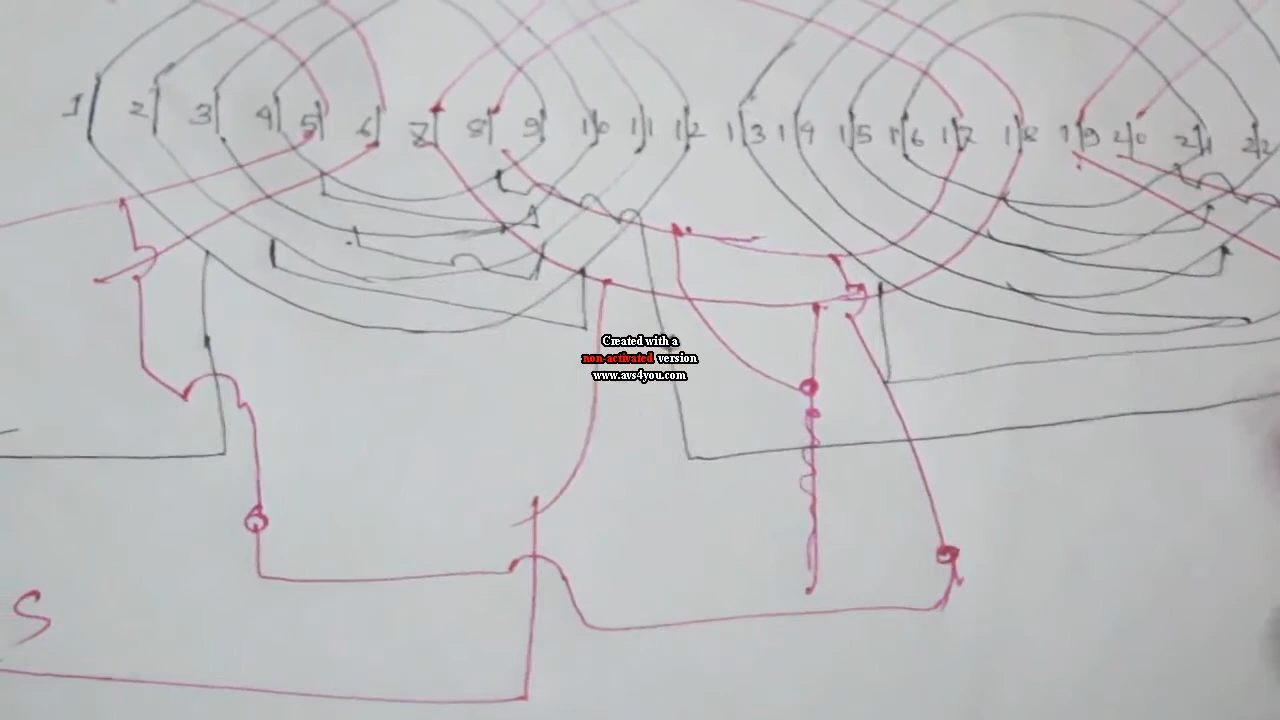 1 2 3 4 5 6 7 8 9 10 11 12 13 14 15 16 17 18 19 20 21 22
Created with a
non-activated version
www.avs4you.com
S